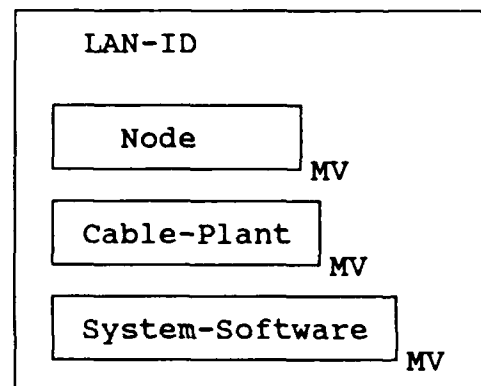 LAN-ID
Node
MV
Cable-Plant
MV
System-Software
MV